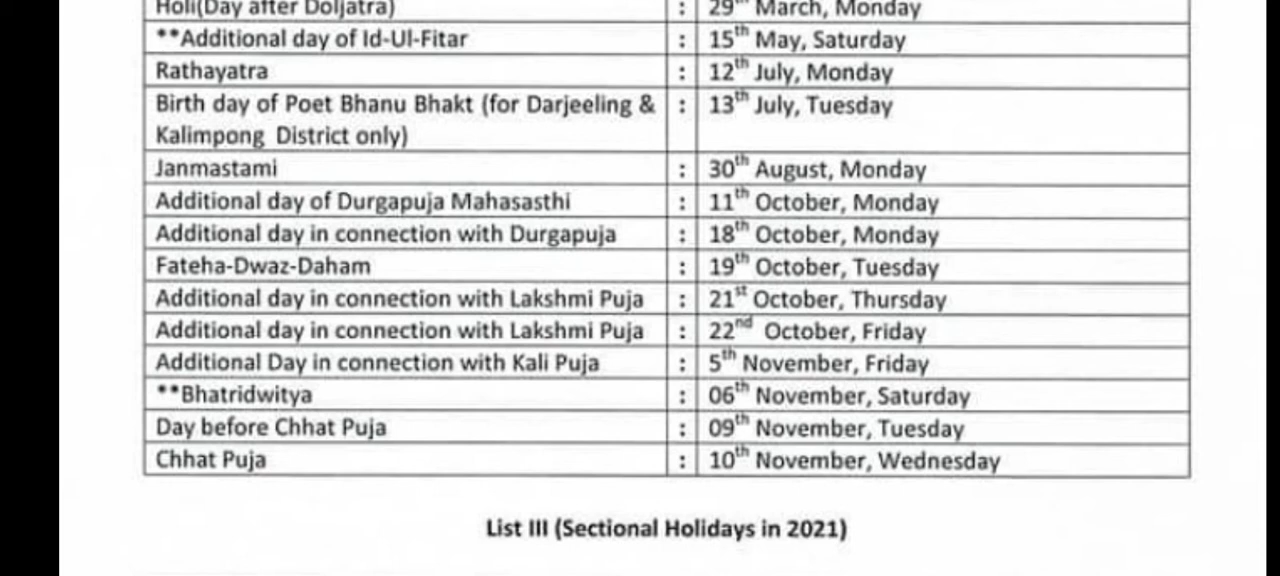 Holi(Day after Doljatra) : 29th March, Monday
**Additional day of Id-Ul-Fitar : 15th May, Saturday
Rathayatra : 12th July, Monday
Birth day of Poet Bhanu Bhakt (for Darjeeling & : 13th July, Tuesday
Kalimpong District only)
Janmastami : 30th August, Monday
Additional day of Durgapuja Mahasasthi : 11th October, Monday
Additional day in connection with Durgapuja : 18th October, Monday
Fateha-Dwaz-Daham : 19th October, Tuesday
Additional day in connection with Lakshmi Puja : 21st October, Thursday
Additional day in connection with Lakshmi Puja : 22nd October, Friday
Additional Day in connection with Kali Puja : 5th November, Friday
**Bhatridwitya : 06th November, Saturday
Day before Chhat Puja : 09th November, Tuesday
Chhat Puja : 10th November, Wednesday
List III (Sectional Holidays in 2021)